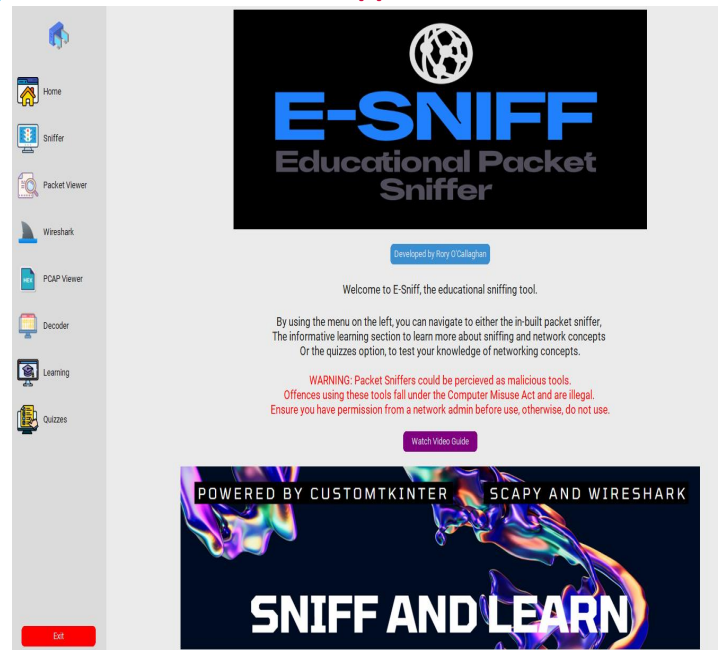 Home
Sniffer
Packet Viewer
Wireshark
HEX
PCAP Viewer
Decoder
Learning
Quizzes
Exit
E-SNIFF
Educational Packet
Sniffer
Developed by Rory O'Callaghan
Welcome to E-Sniff, the educational sniffing tool.
By using the menu on the left, you can navigate to either the in-built packet sniffer,
The informative learning section to learn more about sniffing and network concepts
Or the quizzes option, to test your knowledge of networking concepts.
WARNING: Packet Sniffers could be percieved as malicious tools.
Offences using these tools fall under the Computer Misuse Act and are illegal.
Ensure you have permission from a network admin before use, otherwise, do not use.
Watch Video Guide
POWERED BY CUSTOMTKINTER SCAPY AND WIRESHARK
SNIFF AND LEARN